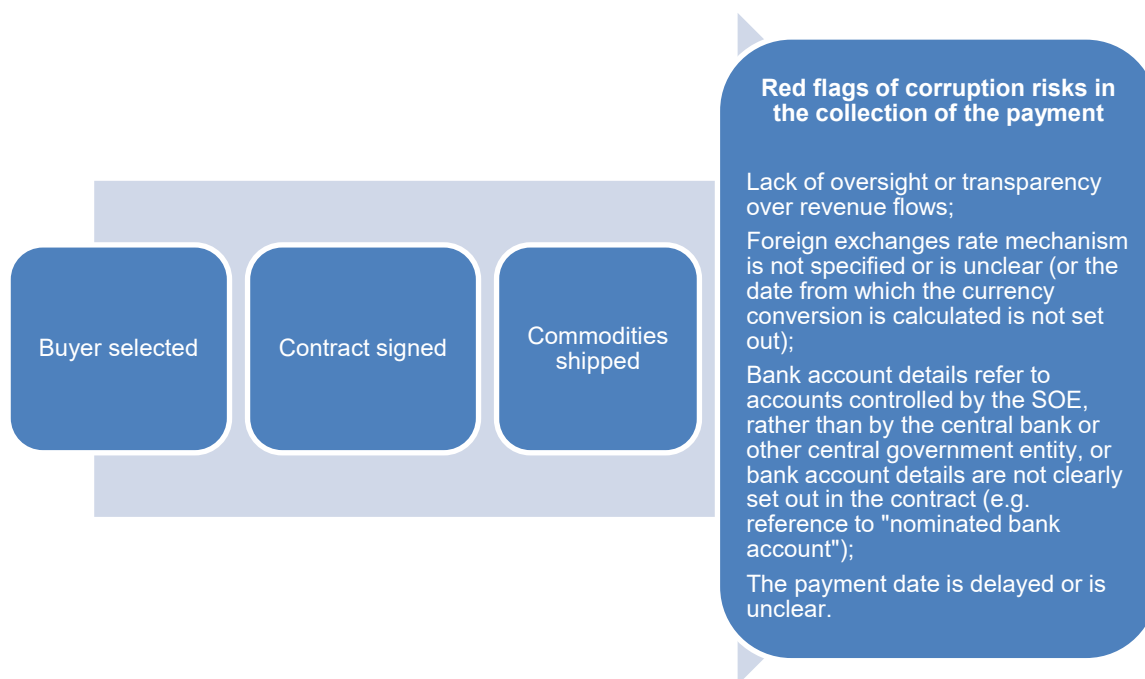 Buyer selected
Contract signed
Commodities
shipped
Red flags of corruption risks in
the collection of the payment
Lack of oversight or transparency
over revenue flows;
Foreign exchanges rate mechanism
is not specified or is unclear (or the
date from which the currency
conversion is calculated is not set
out);
Bank account details refer to
accounts controlled by the SOE,
rather than by the central bank or
other central government entity, or
bank account details are not clearly
set out in the contract (e.g.
reference to "nominated bank
account");
The payment date is delayed or is
unclear.